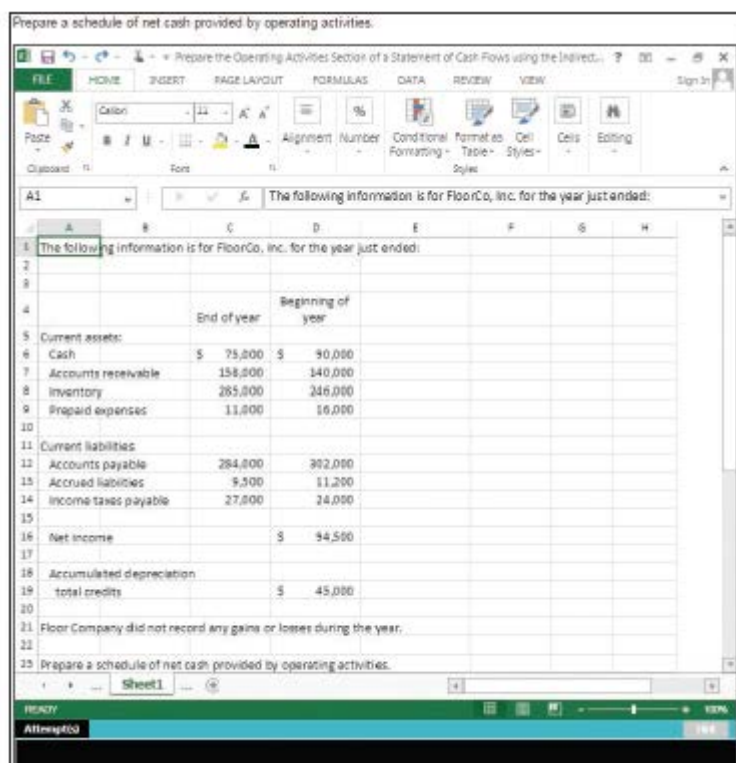 Prepare a schedule of net cash provided by operating activities.
Prepare the Operating Activities Section of a Statement of Cash Flows using the Indirect... ?
FILE HOME INSERT PAGE LAYOUT FORMULAS DATA REVIEW VIEW Sign In
Calibri 11 A A %
Paste B I U A Alignment Number Conditional Formatting Format as Table Cell Styles Cells Editing
Clipboard Font Styles
A1 fx The following information is for FloorCo, Inc. for the year just ended:
A B C D E F G H
1 The following information is for FloorCo, Inc. for the year just ended:
2
3
4 End of year Beginning of year
5 Current assets:
6 Cash $ 75,000 $ 90,000
7 Accounts receivable 158,000 140,000
8 Inventory 285,000 246,000
9 Prepaid expenses 11,000 16,000
10
11 Current liabilities
12 Accounts payable 284,000 302,000
13 Accrued liabilities 9,500 11,200
14 Income taxes payable 27,000 24,000
15
16 Net income $ 94,500
17
18 Accumulated depreciation
19 total credits $ 45,000
20
21 Floor Company did not record any gains or losses during the year.
22
23 Prepare a schedule of net cash provided by operating activities.
... Sheet1 ...
READY 100%
Attempt(s)